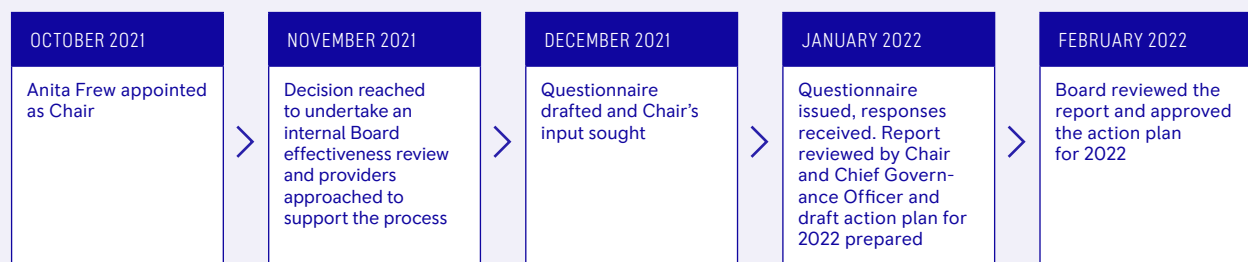 OCTOBER 2021
Anita Frew appointed
as Chair
NOVEMBER 2021
Decision reached
to undertake an
internal Board
effectiveness review
and providers
approached to
support the process
DECEMBER 2021
Questionnaire
drafted and Chair’s
input sought
JANUARY 2022
Questionnaire
issued, responses
received. Report
reviewed by Chair
and Chief Govern-
ance Officer and
draft action plan for
2022 prepared
FEBRUARY 2022
Board reviewed the
report and approved
the action plan
for 2022